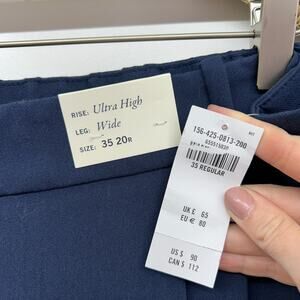 RISE: Ultra High
LEG: Wide
SIZE: 35 20R
156-425-0813-200
35 REGULAR
UK £ 65
EU € 80
US $ 90
CAN $ 112